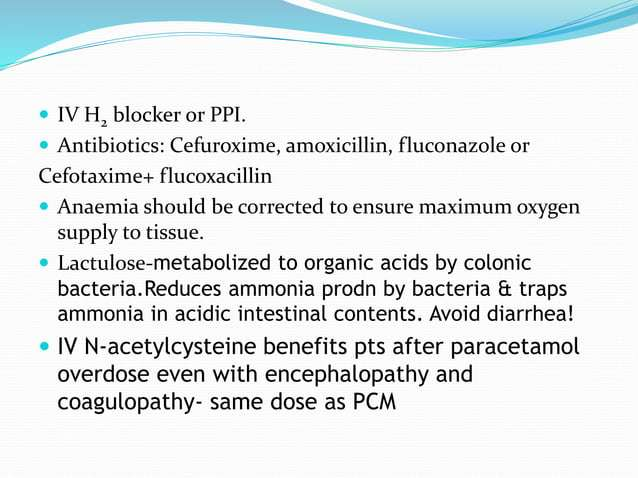 IV H₂ blocker or PPI.
Antibiotics: Cefuroxime, amoxicillin, fluconazole or
Cefotaxime+ flucoxacillin
Anaemia should be corrected to ensure maximum oxygen
supply to tissue.
Lactulose-metabolized to organic acids by colonic
bacteria.Reduces ammonia prodn by bacteria & traps
ammonia in acidic intestinal contents. Avoid diarrhea!
IV N-acetylcysteine benefits pts after paracetamol
overdose even with encephalopathy and
coagulopathy- same dose as PCM